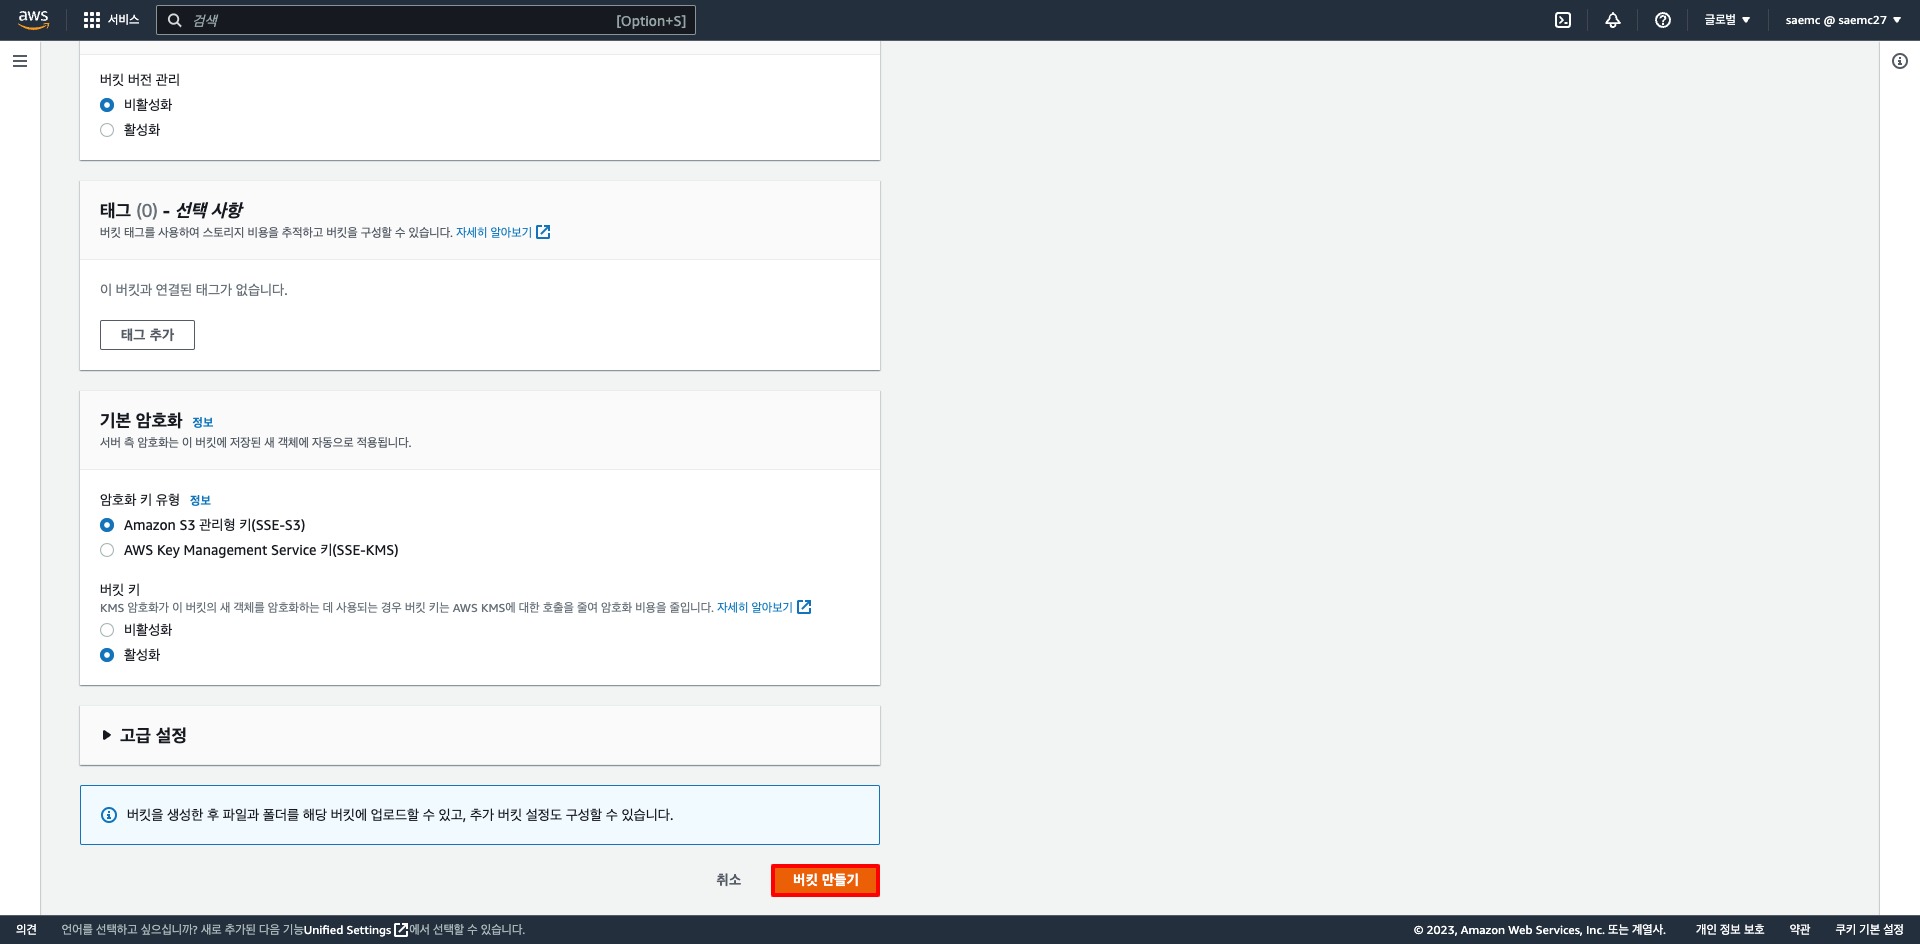 aws
서비스
검색
[Option+S]
글로벌
saemc @ saemc27
버킷 버전 관리
비활성화
활성화
태그 (0) - 선택 사항
버킷 태그를 사용하여 스토리지 비용을 추적하고 버킷을 구성할 수 있습니다. 자세히 알아보기
이 버킷과 연결된 태그가 없습니다.
태그 추가
기본 암호화 정보
서버 측 암호화는 이 버킷에 저장된 새 객체에 자동으로 적용됩니다.
암호화 키 유형 정보
Amazon S3 관리형 키(SSE-S3)
AWS Key Management Service 키(SSE-KMS)
버킷 키
KMS 암호화가 이 버킷의 새 객체를 암호화하는 데 사용되는 경우 버킷 키는 AWS KMS에 대한 호출을 줄여 암호화 비용을 줄입니다. 자세히 알아보기
비활성화
활성화
고급 설정
버킷을 생성한 후 파일과 폴더를 해당 버킷에 업로드할 수 있고, 추가 버킷 설정도 구성할 수 있습니다.
취소
버킷 만들기
의견
언어를 선택하고 싶으십니까? 새로 추가된 다음 기능Unified Settings에서 선택할 수 있습니다.
© 2023, Amazon Web Services, Inc. 또는 계열사.
개인 정보 보호
약관
쿠키 기본 설정